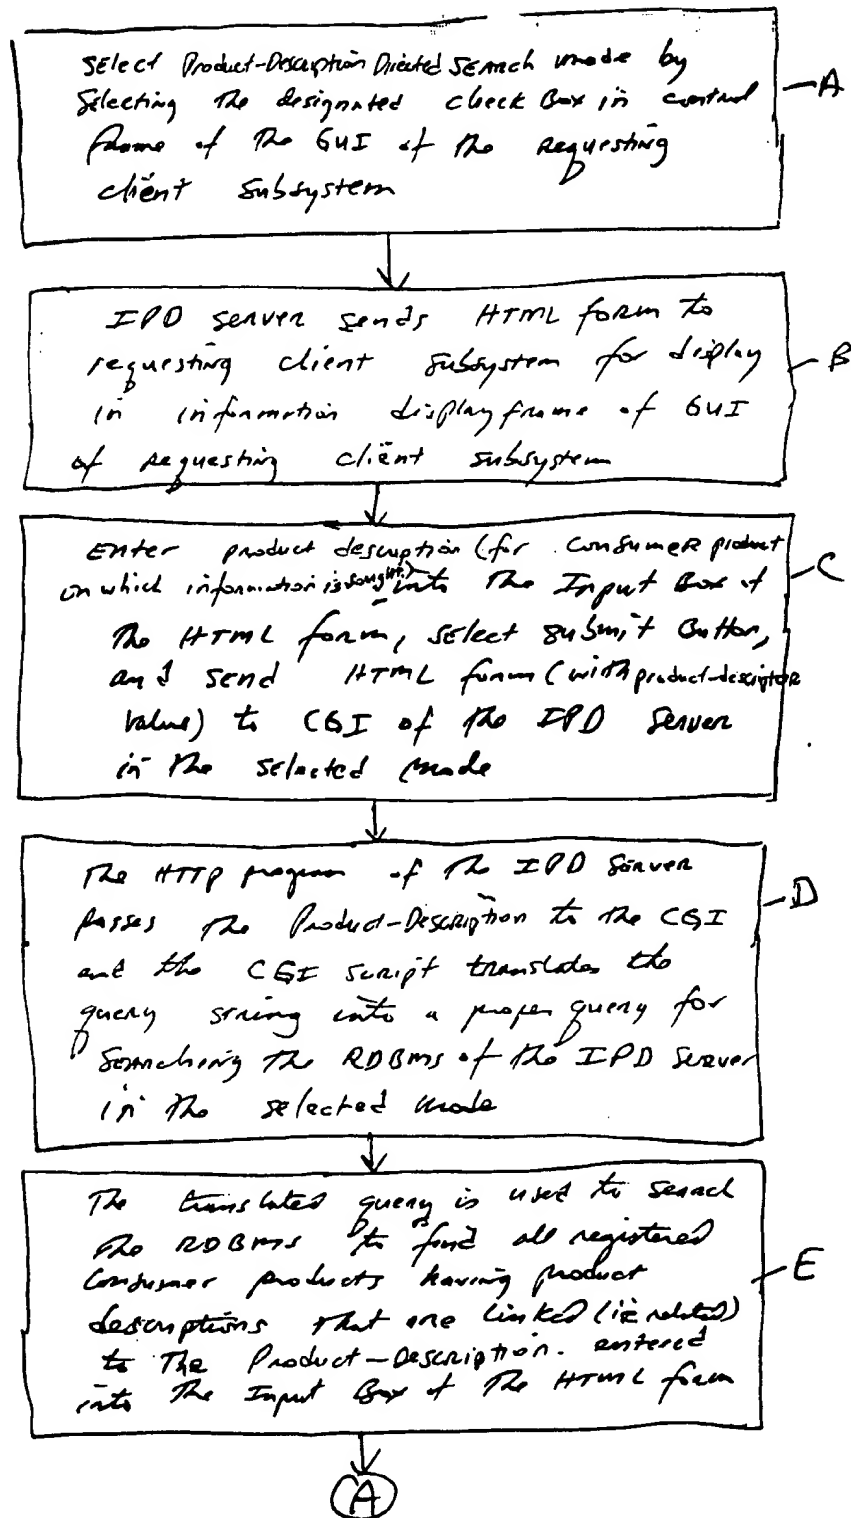 Select Product-Description Directed Search mode by
Selecting the designated check Box in control
frame of the GUI of the requesting
client subsystem
A
IPD server sends HTML form to
requesting client subsystem for display
in information display frame of GUI
of requesting client subsystem
B
Enter product description (for consumer product
on which information is sought) into the Input Box of
the HTML form, select submit Button,
and send HTML form (with product-descriptor
value) to CGI of the IPD Server
in the selected mode
C
The HTTP program of the IPD Server
passes the Product-Description to the CGI
and the CGI script translates the
query string into a proper query for
Searching the RDBMS of the IPD Server
in the selected mode
D
The translated query is used to search
the RDBMS to find all registered
Consumer products having product
descriptions that are linked (ie related)
to the Product-Description. entered
into the Input Box of the HTML form
E
A